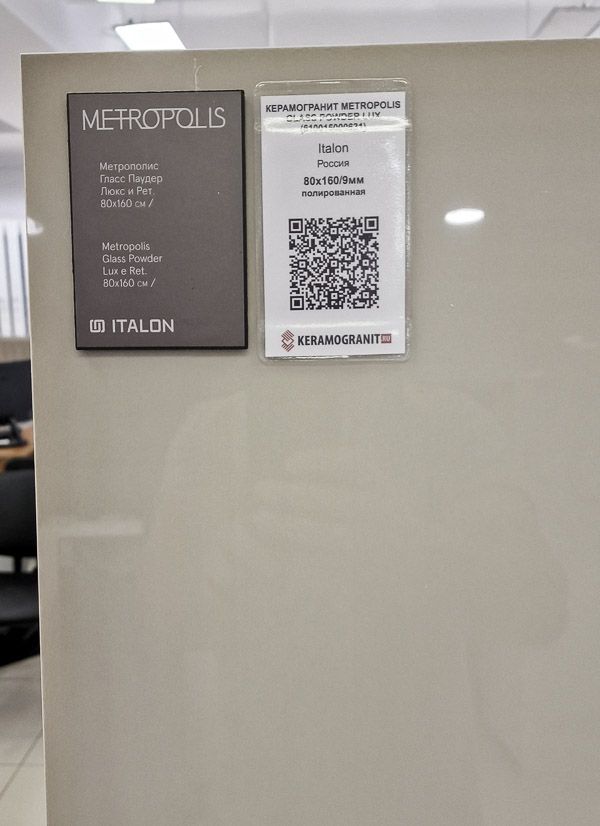 METROPOLIS
Метрополис
Гласс Паудер
Люкс и Рет.
80x160 см /
Metropolis
Glass Powder
Lux e Ret.
80x160 см /
ITALON
КЕРАМОГРАНИТ METROPOLIS
GLASS POWDER LUX
Italon
Россия
80x160/9мм
полированная
KERAMOGRANIT.RU